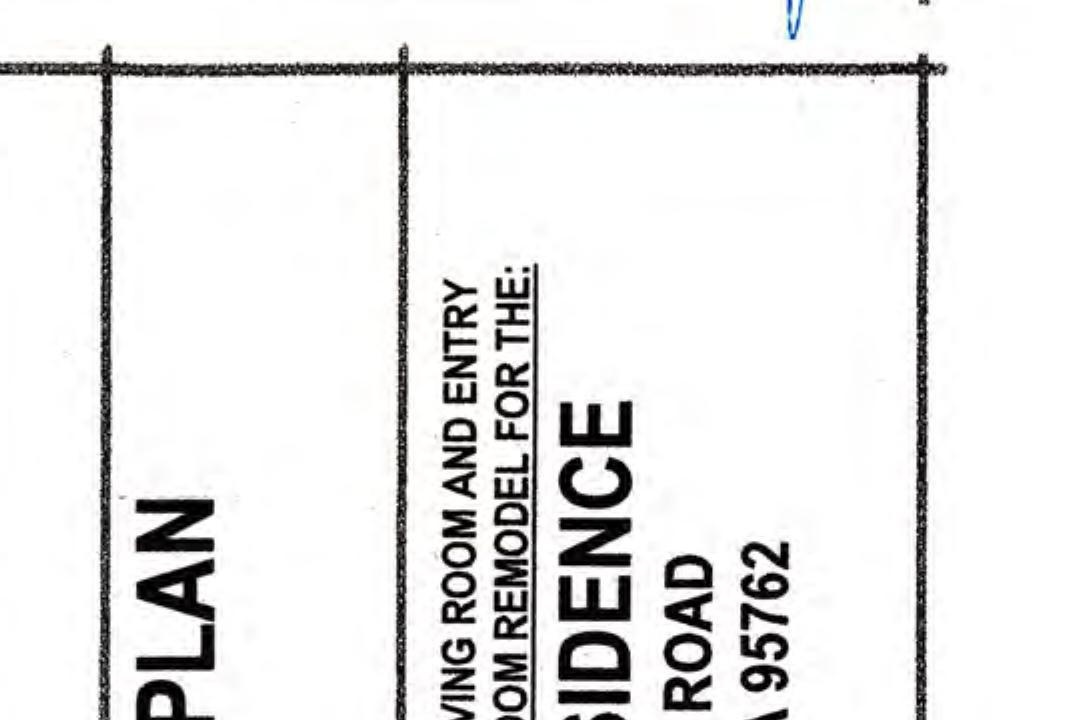 PLAN
VING ROOM AND ENTRY
OOM REMODEL FOR THE:
SIDENCE
ROAD
A 95762